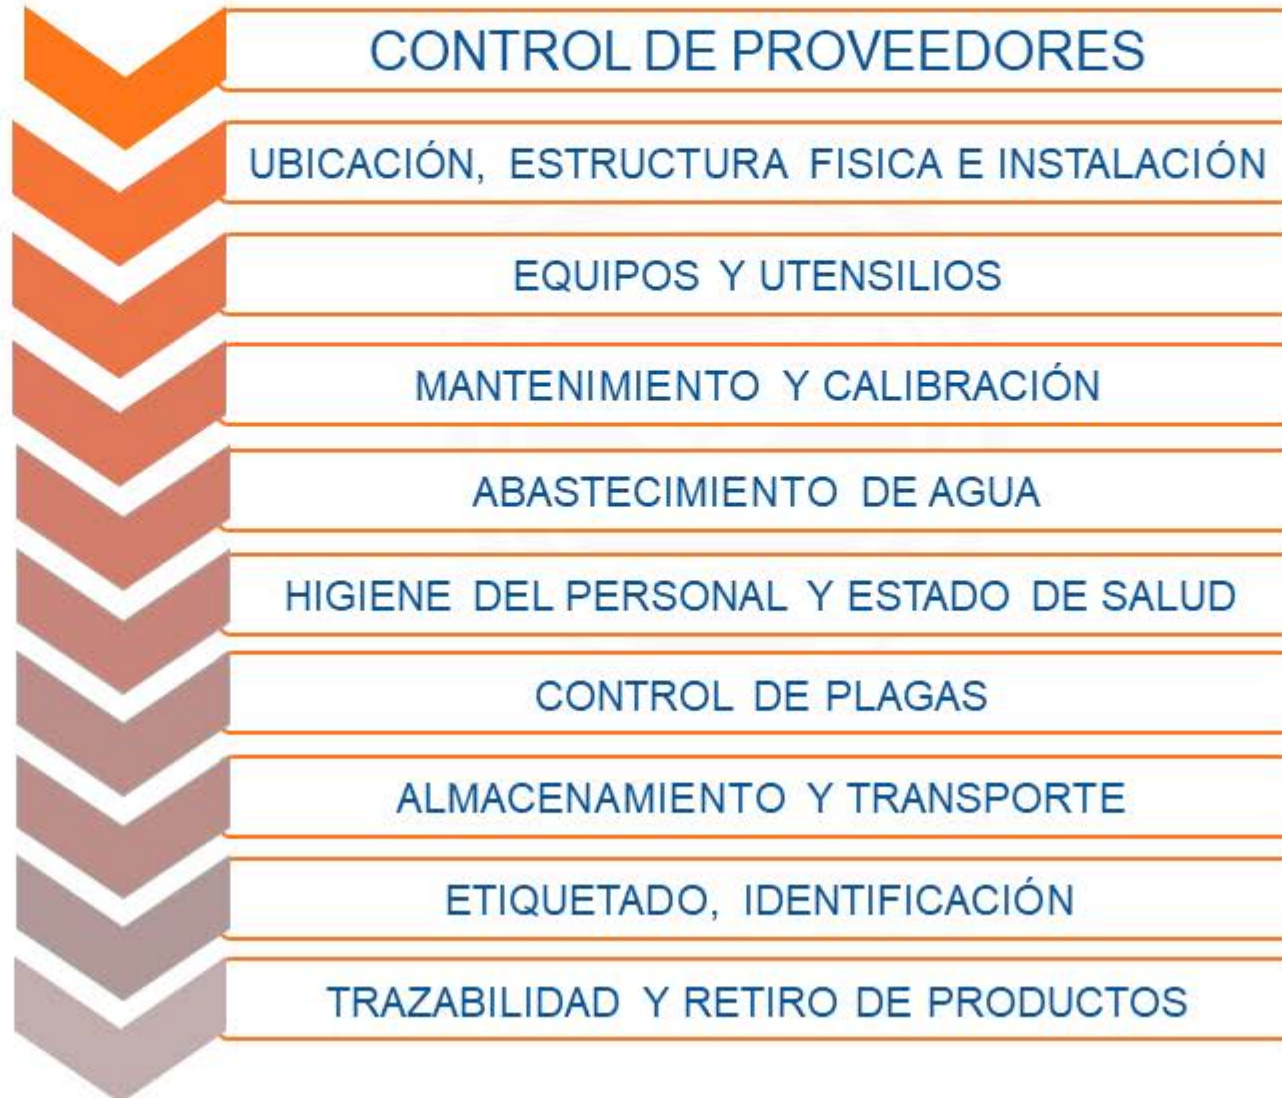 CONTROL DE PROVEEDORES
UBICACIÓN, ESTRUCTURA FISICA E INSTALACIÓN
EQUIPOS Y UTENSILIOS
MANTENIMIENTO Y CALIBRACIÓN
ABASTECIMIENTO DE AGUA
HIGIENE DEL PERSONAL Y ESTADO DE SALUD
CONTROL DE PLAGAS
ALMACENAMIENTO Y TRANSPORTE
ETIQUETADO, IDENTIFICACIÓN
TRAZABILIDAD Y RETIRO DE PRODUCTOS